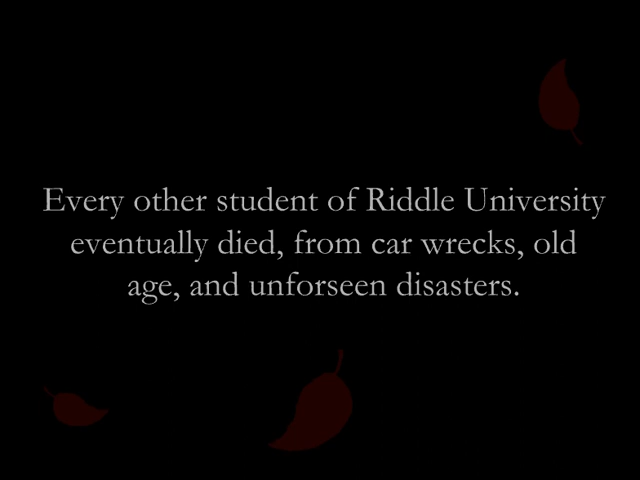 Every other student of Riddle University
eventually died, from car wrecks, old
age, and unforseen disasters.